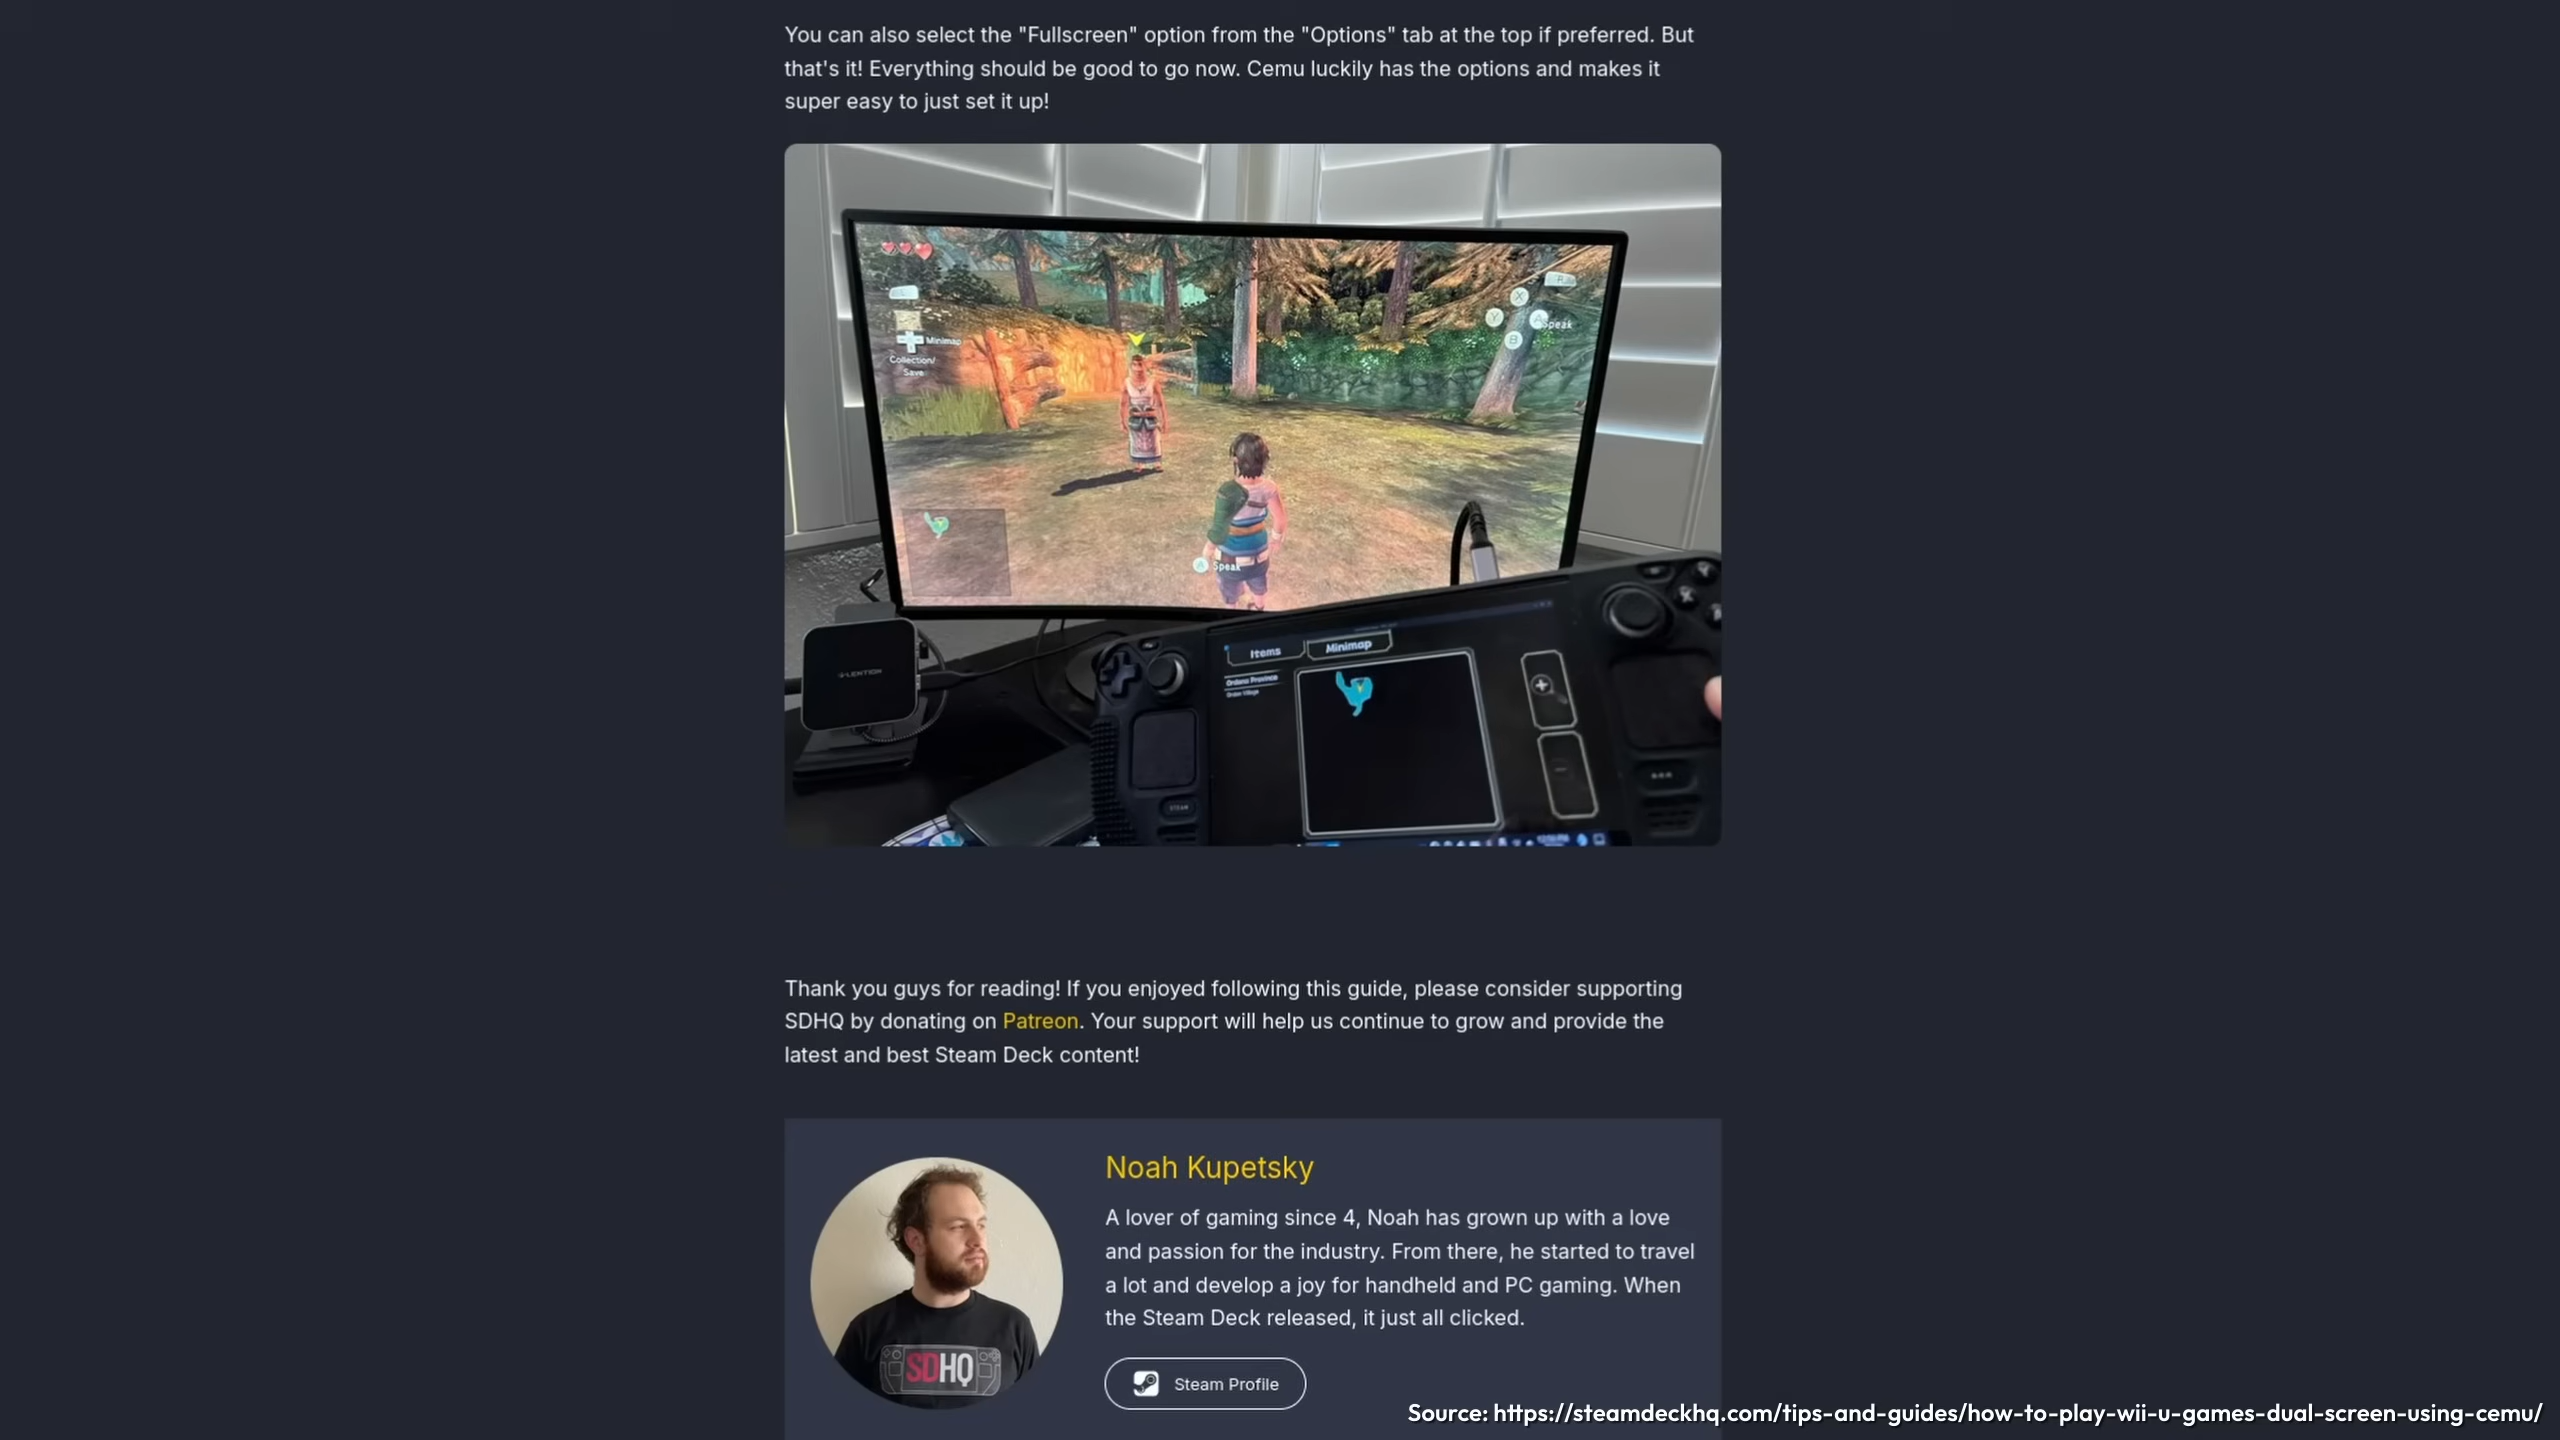 You can also select the "Fullscreen" option from the "Options" tab at the top if preferred. But
that's it! Everything should be good to go now. Cemu luckily has the options and makes it
super easy to just set it up!
Minimap
Collection/
Save
X
Y
A
Speak
B
A Speak
LENTION
Items
Minimap
Ordona Province
STEAM
Thank you guys for reading! If you enjoyed following this guide, please consider supporting
SDHQ by donating on Patreon. Your support will help us continue to grow and provide the
latest and best Steam Deck content!
Noah Kupetsky
A lover of gaming since 4, Noah has grown up with a love
and passion for the industry. From there, he started to travel
a lot and develop a joy for handheld and PC gaming. When
the Steam Deck released, it just all clicked.
SDHQ
Steam Profile
Source: https://steamdeckhq.com/tips-and-guides/how-to-play-wii-u-games-dual-screen-using-cemu/